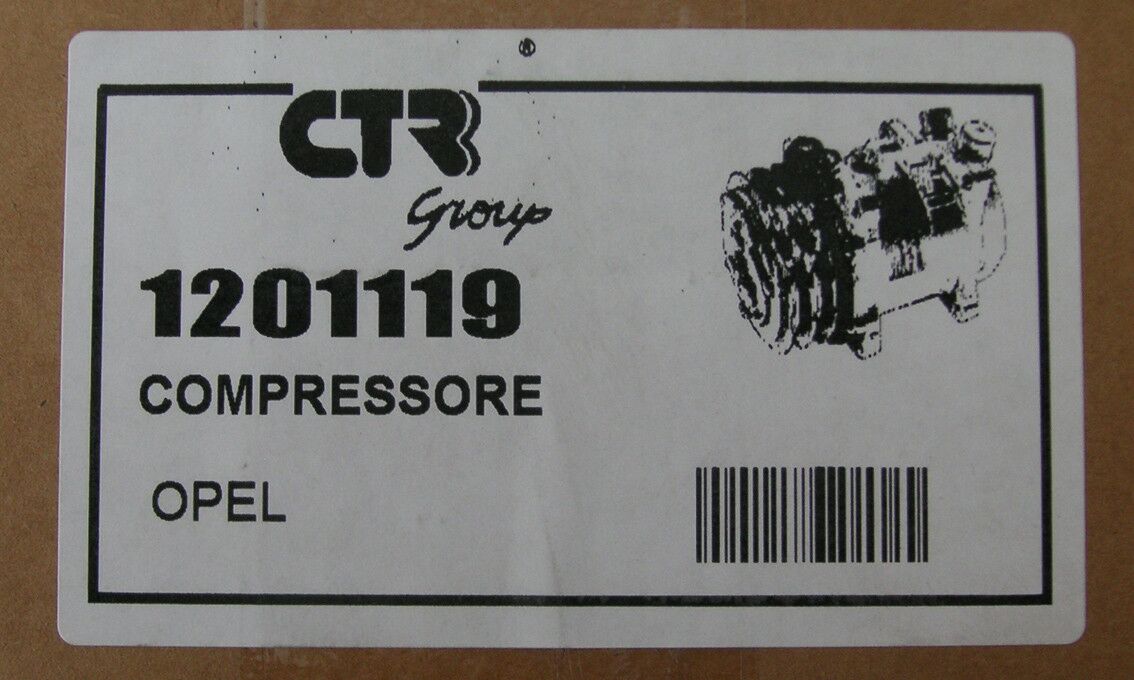 ®
CTR
Group
1201119
COMPRESSORE
OPEL